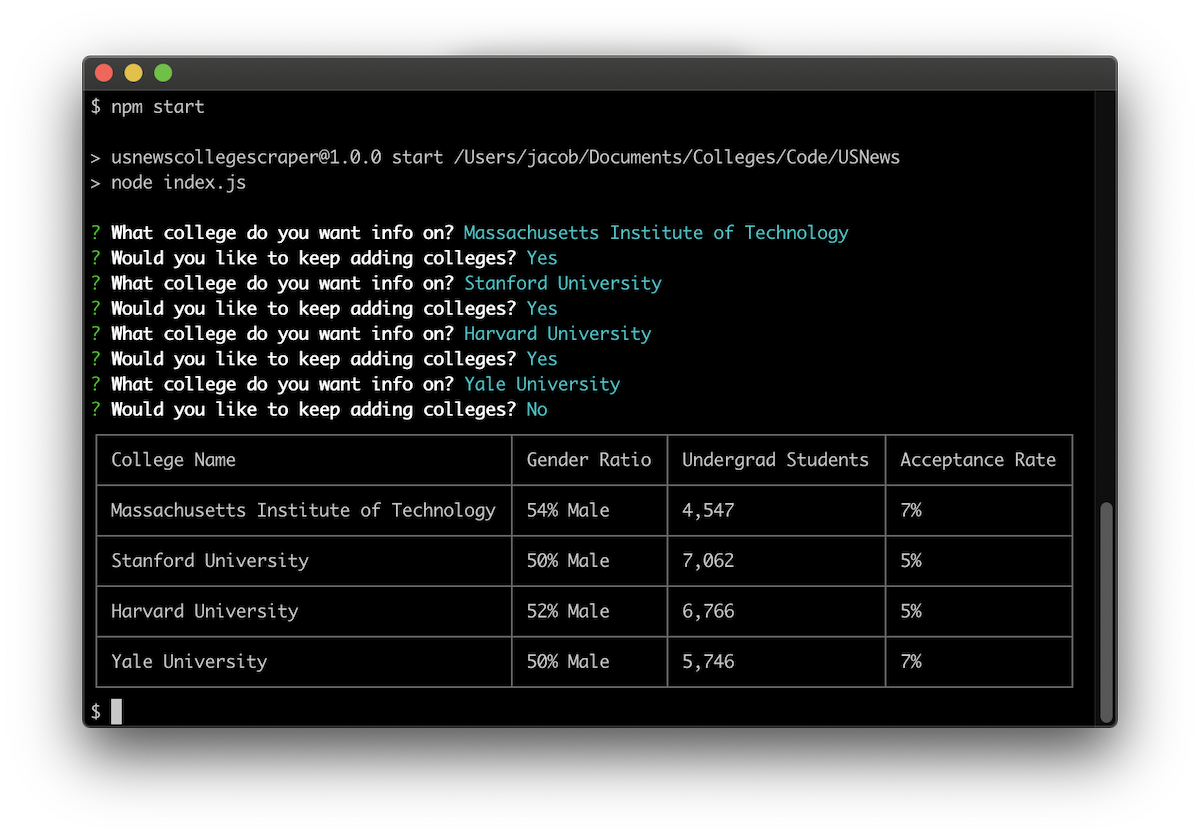 $ npm start
> usnewscollegescraper@1.0.0 start /Users/jacob/Documents/Colleges/Code/USNews
> node index.js
? What college do you want info on? Massachusetts Institute of Technology
? Would you like to keep adding colleges? Yes
? What college do you want info on? Stanford University
? Would you like to keep adding colleges? Yes
? What college do you want info on? Harvard University
? Would you like to keep adding colleges? Yes
? What college do you want info on? Yale University
? Would you like to keep adding colleges? No
College Name Gender Ratio Undergrad Students Acceptance Rate
Massachusetts Institute of Technology 54% Male 4,547 7%
Stanford University 50% Male 7,062 5%
Harvard University 52% Male 6,766 5%
Yale University 50% Male 5,746 7%
$